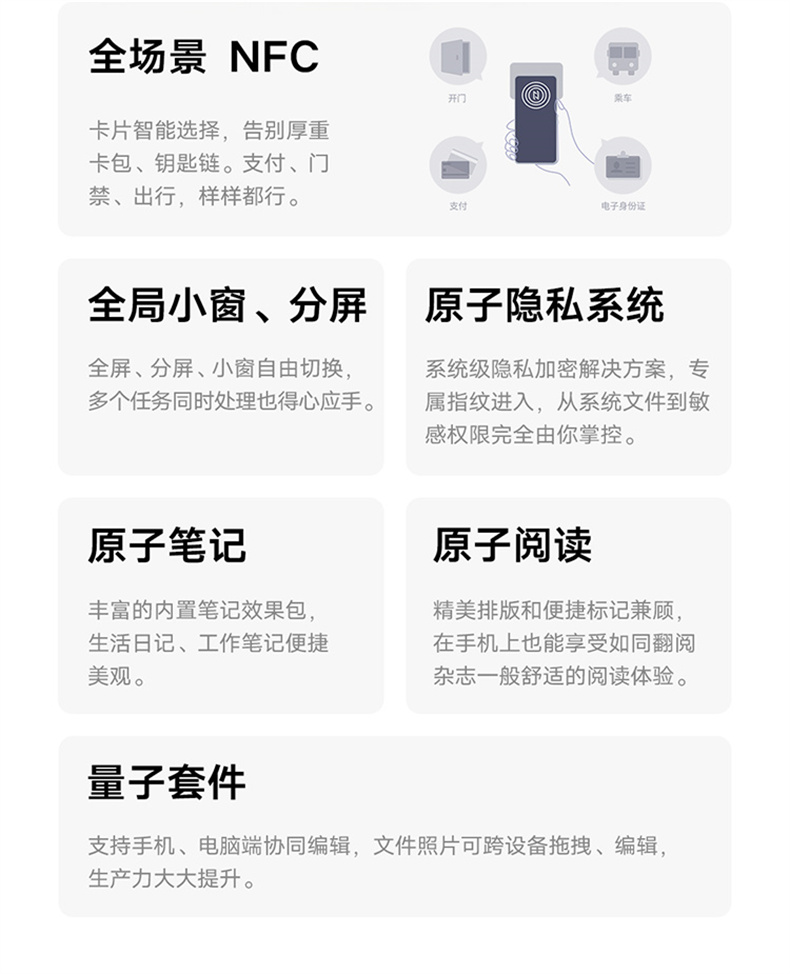 全场景 NFC
卡片智能选择，告别厚重
卡包、钥匙链。支付、门
禁、出行，样样都行。
开门
乘车
支付
电子身份证
全局小窗、分屏
全屏、分屏、小窗自由切换，
多个任务同时处理也得心应手。
原子隐私系统
系统级隐私加密解决方案，专
属指纹进入，从系统文件到敏
感权限完全由你掌控。
原子笔记
丰富的内置笔记效果包，
生活日记、工作笔记便捷
美观。
原子阅读
精美排版和便捷标记兼顾，
在手机上也能享受如同翻阅
杂志一般舒适的阅读体验。
量子套件
支持手机、电脑端协同编辑，文件照片可跨设备拖拽、编辑，
生产力大大提升。